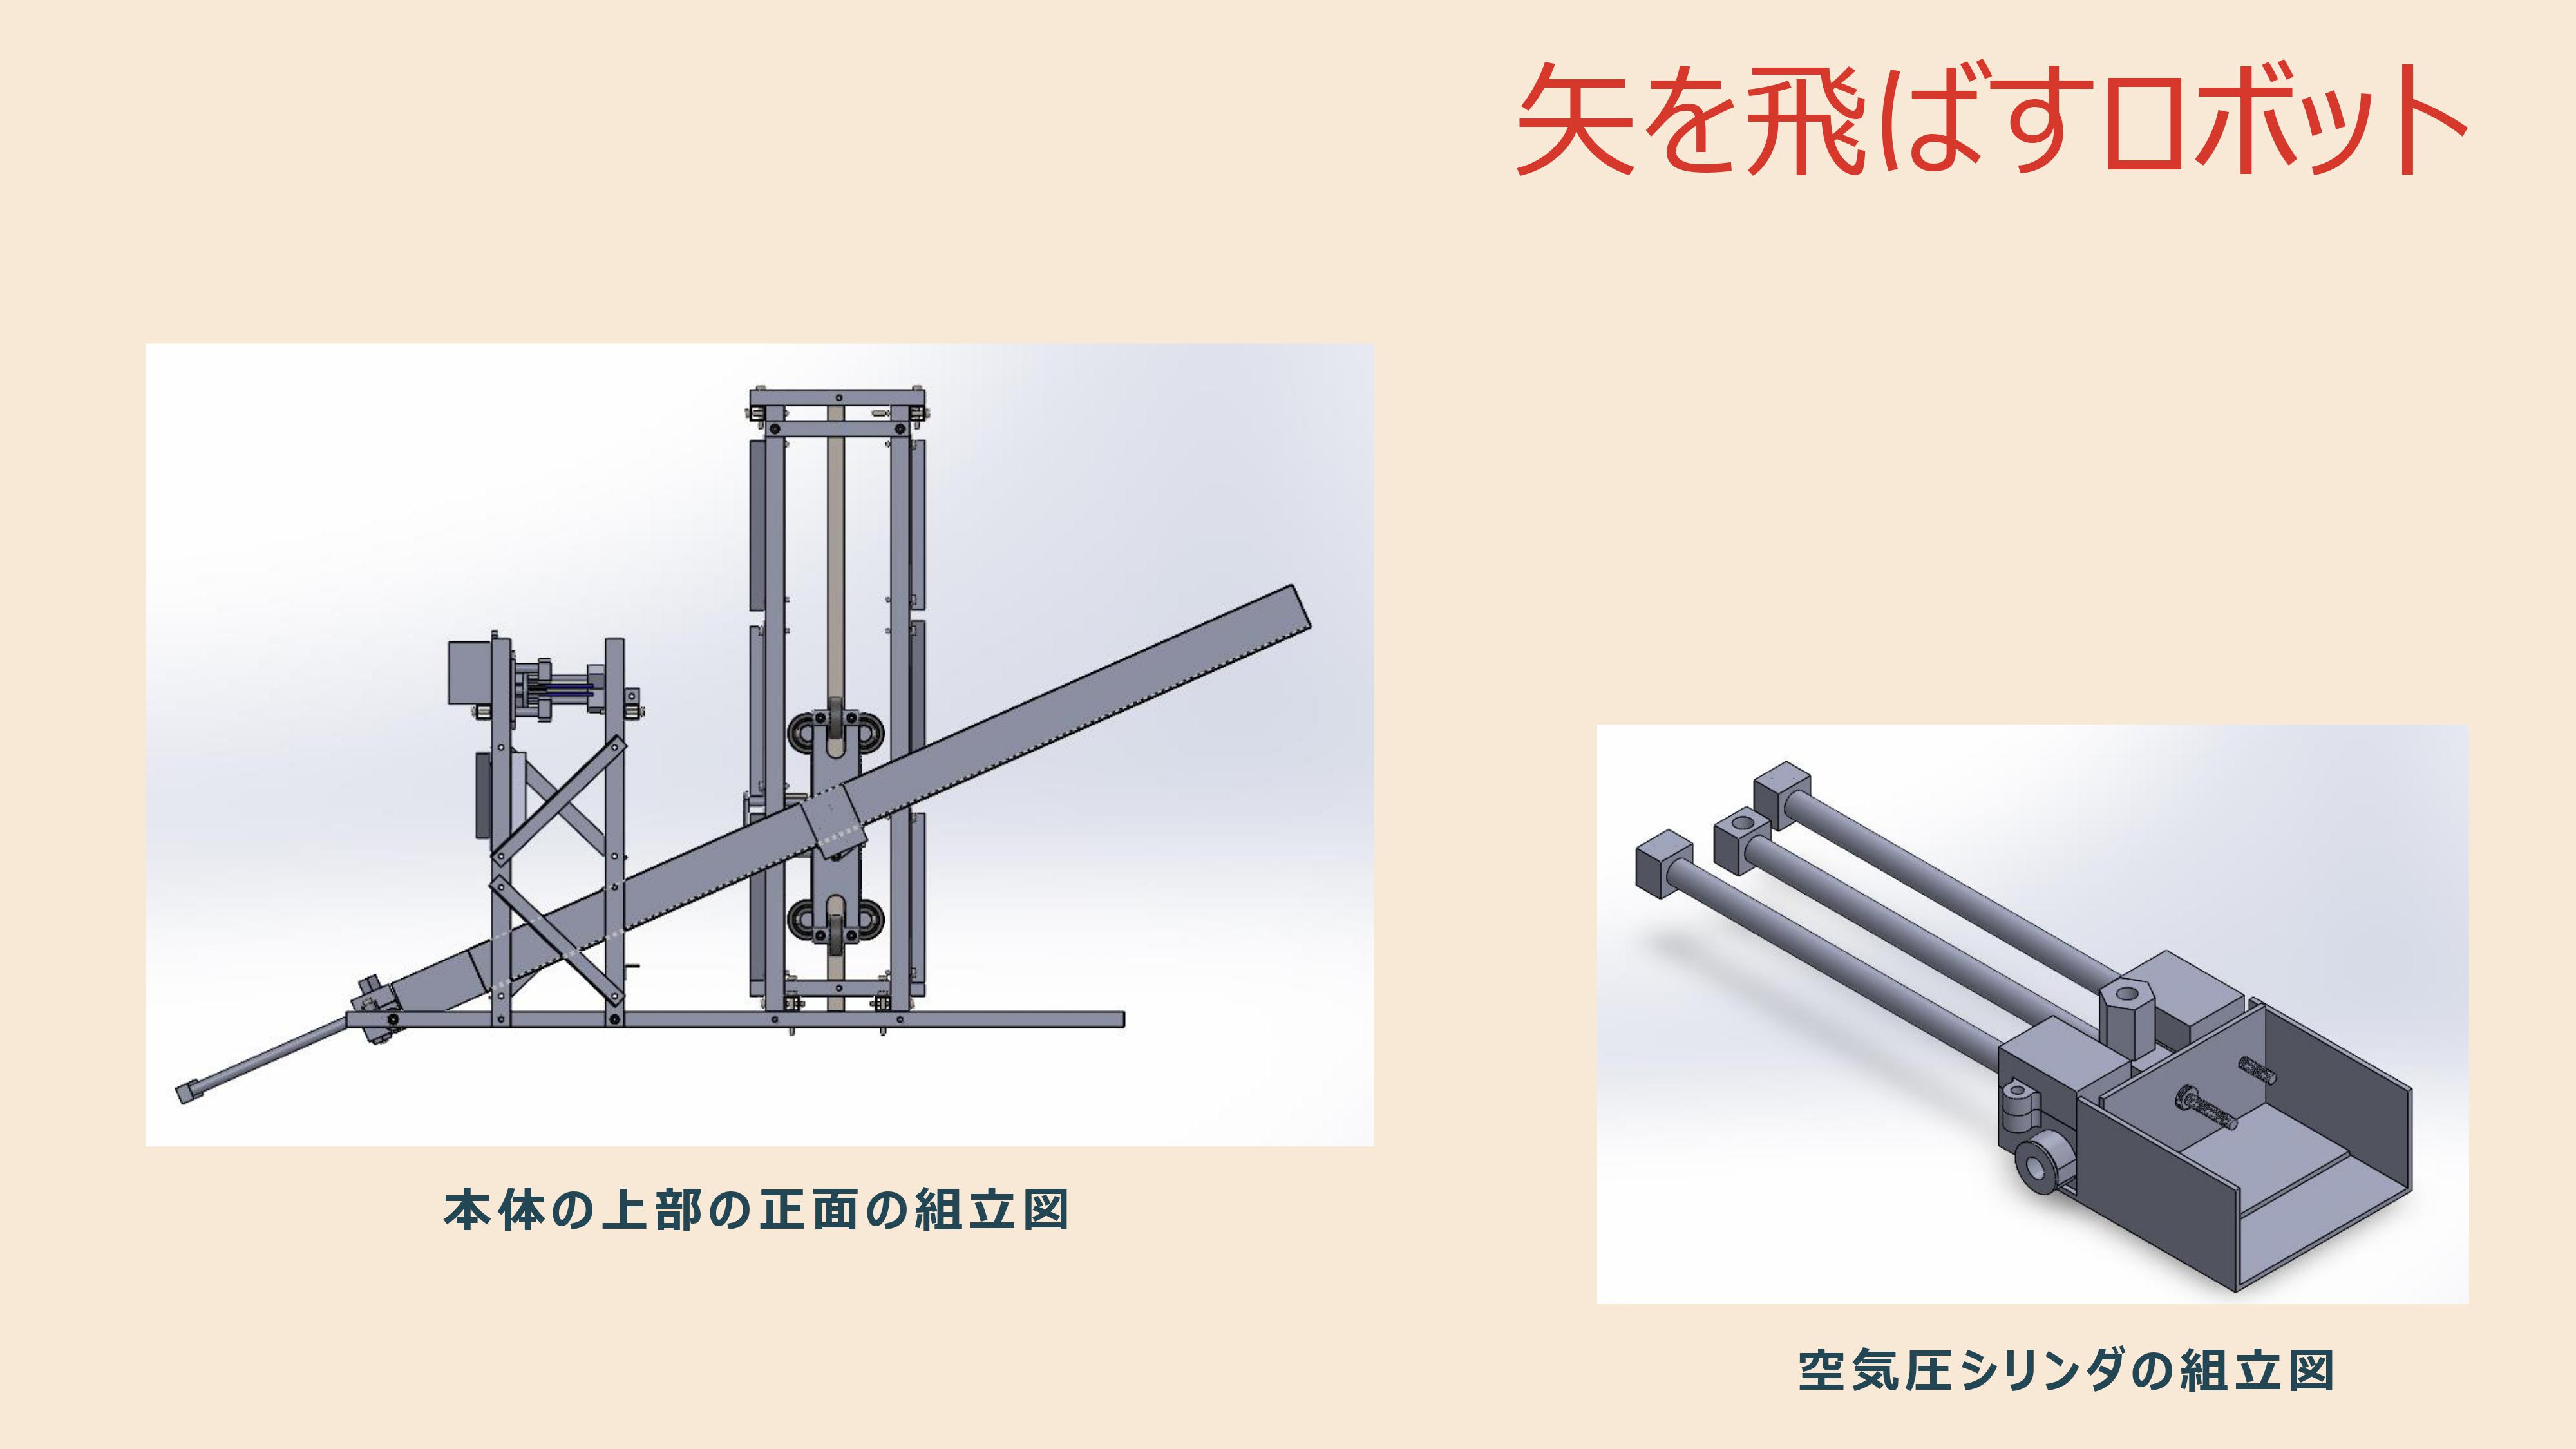 矢を飛ばすロボット
本体の上部の正面の組立図
空気圧シリンダの組立図